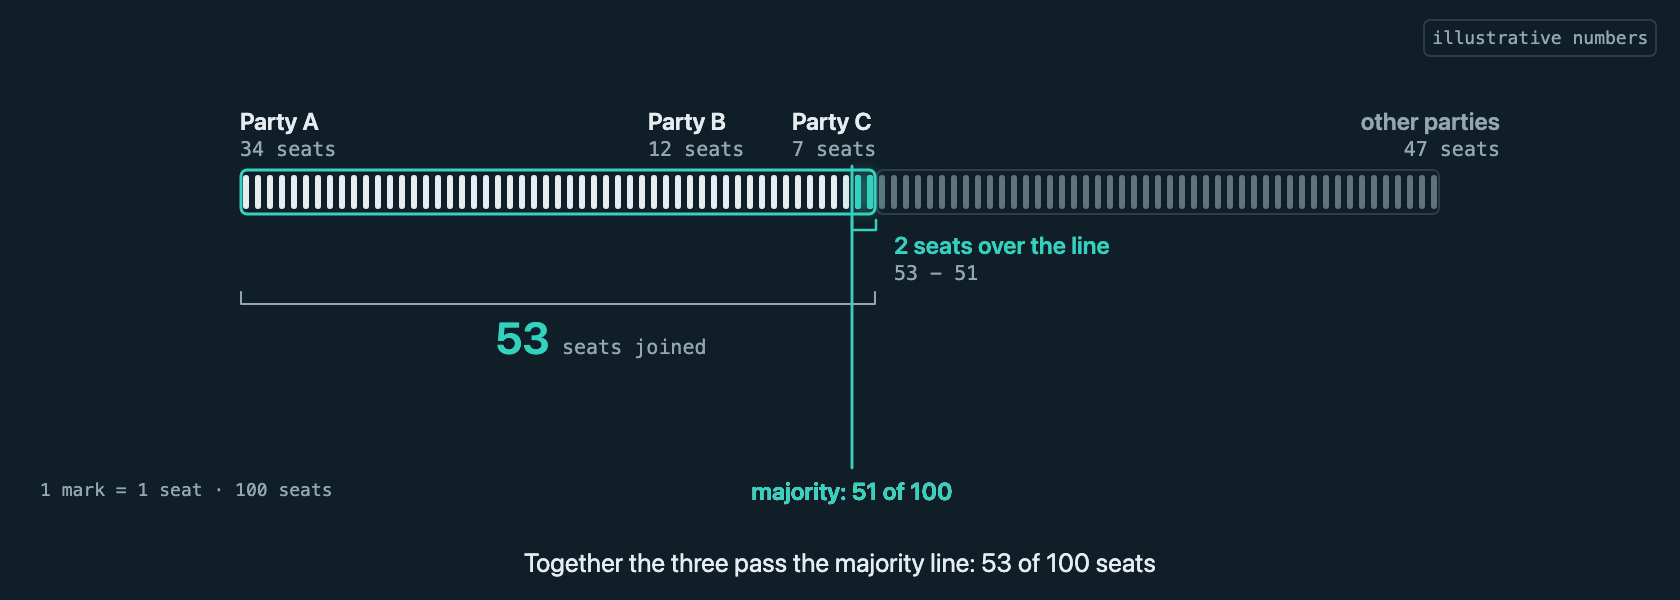 illustrative numbers
Party A
34 seats
Party B
12 seats
Party C
7 seats
other parties
47 seats
2 seats over the line
53 – 51
53 seats joined
1 mark = 1 seat · 100 seats
majority: 51 of 100
Together the three pass the majority line: 53 of 100 seats